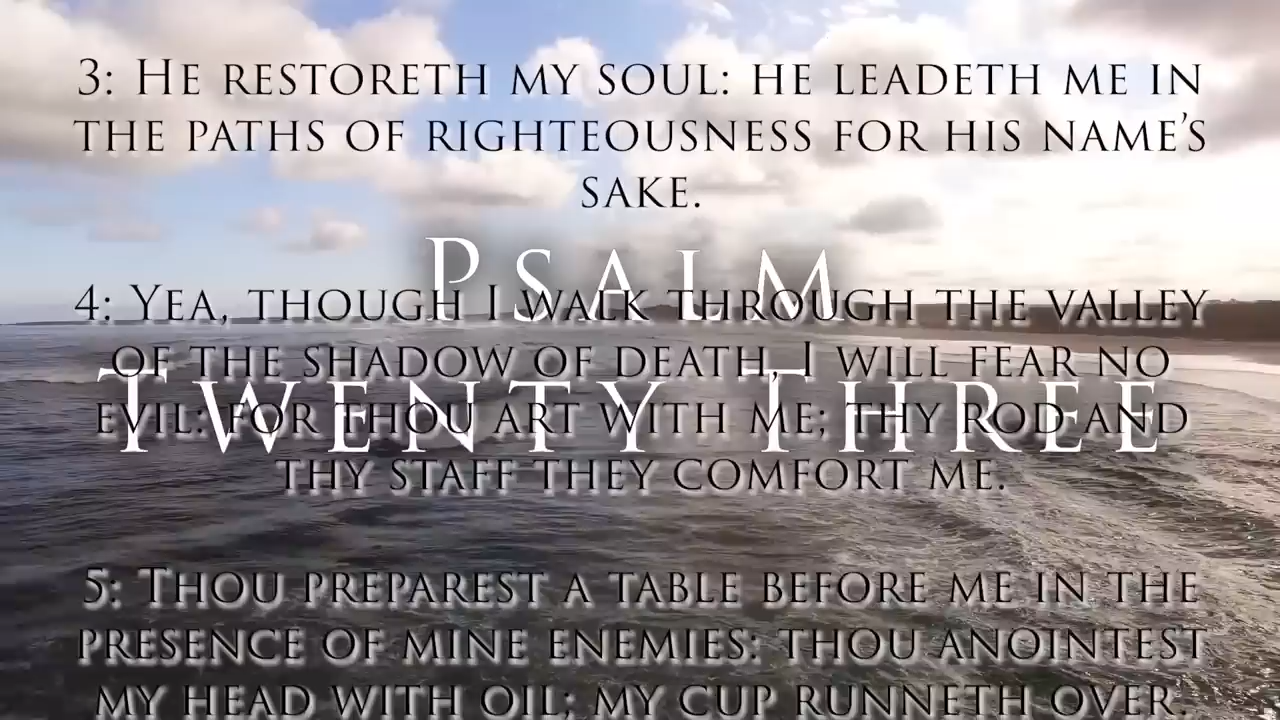 3: He restoreth my soul: he leadeth me in
the paths of righteousness for his name's
sake.
Psalm
4: Yea, though I walk through the valley
of the shadow of death, I will fear no
Twenty Three
evil: for thou art with me; thy rod and
thy staff they comfort me.
5: Thou preparest a table before me in the
presence of mine enemies: thou anointest
my head with oil; my cup runneth over.